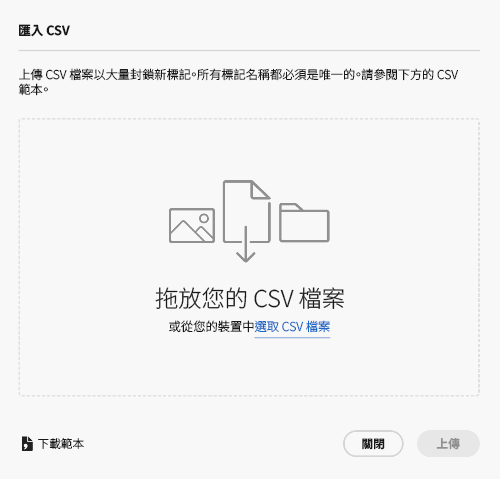 匯入 CSV
上傳 CSV 檔案以大量封鎖新標記。所有標記名稱都必須是唯一的。請參閱下方的 CSV
範本。
拖放您的 CSV 檔案
或從您的裝置中選取 CSV 檔案
下載範本
關閉
上傳